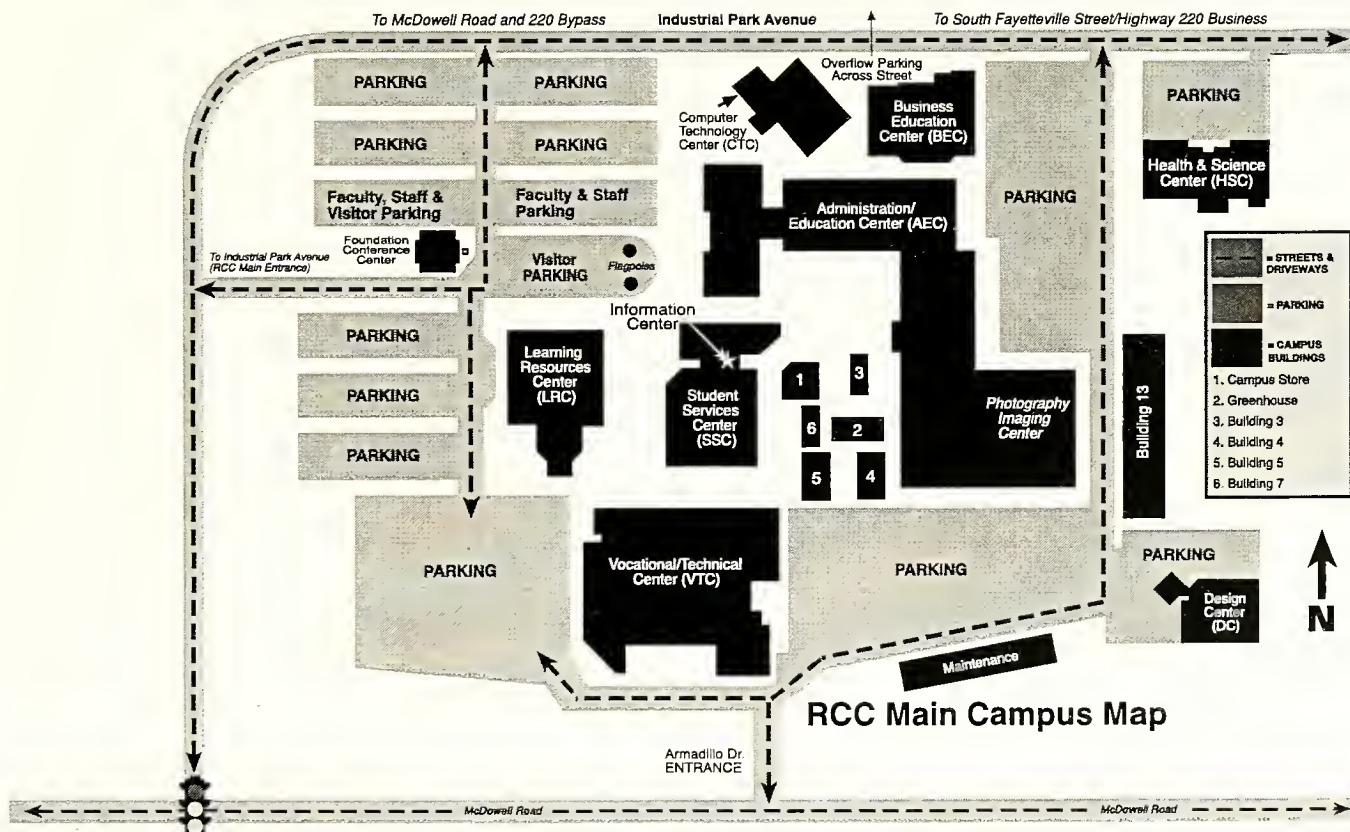 To McDowell Road and 220 Bypass
Industrial Park Avenue
To South Fayetteville Street/Highway 220 Business
Overflow Parking
Across Street
PARKING
PARKING
PARKING
PARKING
Faculty, Staff &
Visitor Parking
Faculty & Staff
Parking
Computer
Technology
Center (CTC)
Business
Education
Center (BEC)
PARKING
PARKING
Health & Science
Center (HSC)
Administration/
Education Center (AEC)
Foundation
Conference
Center
To Industrial Park Avenue
(RCC Main Entrance)
Visitor
PARKING
Flagpoles
Information
Center
PARKING
PARKING
PARKING
Learning
Resources
Center
(LRC)
Student
Services
Center
(SSC)
1
3
6
2
5
4
Photography
Imaging
Center
Building 13
= STREETS &
DRIVEWAYS
= PARKING
= CAMPUS
BUILDINGS
1. Campus Store
2. Greenhouse
3. Building 3
4. Building 4
5. Building 5
6. Building 7
N
PARKING
Vocational/Technical
Center (VTC)
PARKING
PARKING
Design
Center
(DC)
Maintenance
RCC Main Campus Map
Armadillo Dr.
ENTRANCE
McDowell Road
McDowell Road